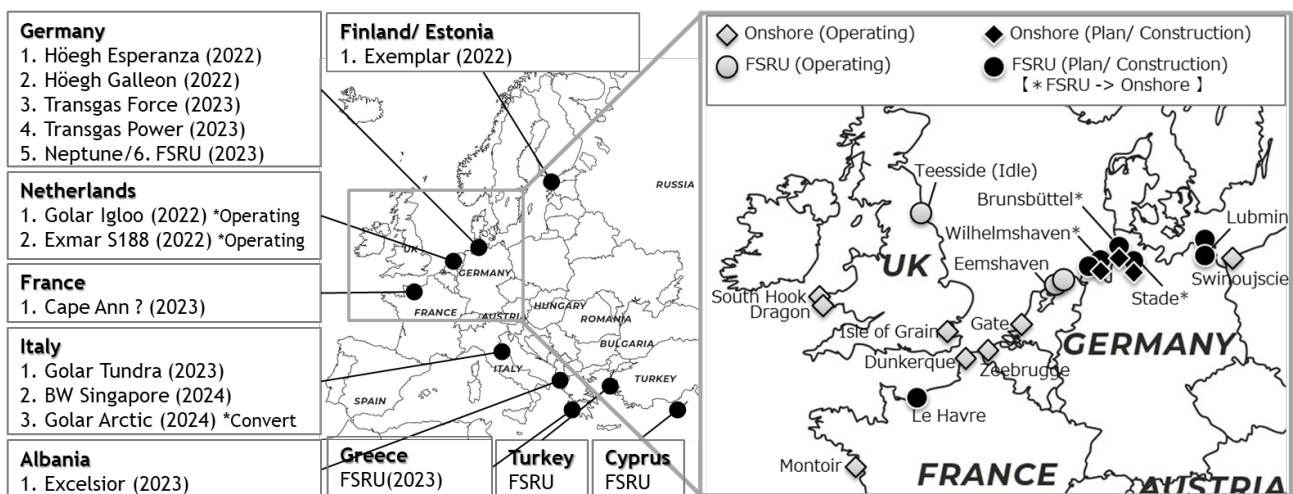 Germany
1. Höegh Esperanza (2022)
2. Höegh Galleon (2022)
3. Transgas Force (2023)
4. Transgas Power (2023)
5. Neptune/6. FSRU (2023)
Netherlands
1. Golar Igloo (2022) *Operating
2. Exmar S188 (2022) *Operating
France
1. Cape Ann ? (2023)
Italy
1. Golar Tundra (2023)
2. BW Singapore (2024)
3. Golar Arctic (2024) *Convert
Albania
1. Excelsior (2023)
Finland/ Estonia
1. Exemplar (2022)
RUSSIA
UK
GERMANY
FRANCE
AUSTRIA
HUNGARY
ROMANIA
BULGARIA
ITALY
SPAIN
TURKEY
Greece
FSRU(2023)
Turkey
FSRU
Cyprus
FSRU
Onshore (Operating)
Onshore (Plan/ Construction)
FSRU (Operating)
FSRU (Plan/ Construction)
【 *FSRU -> Onshore 】
Teesside (Idle)
Brunsbüttel*
Lubmin
Wilhelmshaven*
UK
Eemshaven
Swinoujscie
Stade*
South Hook
Dragon
Isle of Grain
Gate
GERMANY
Dunkerque
Zeebrugge
Le Havre
Montoir
FRANCE
AUSTRIA